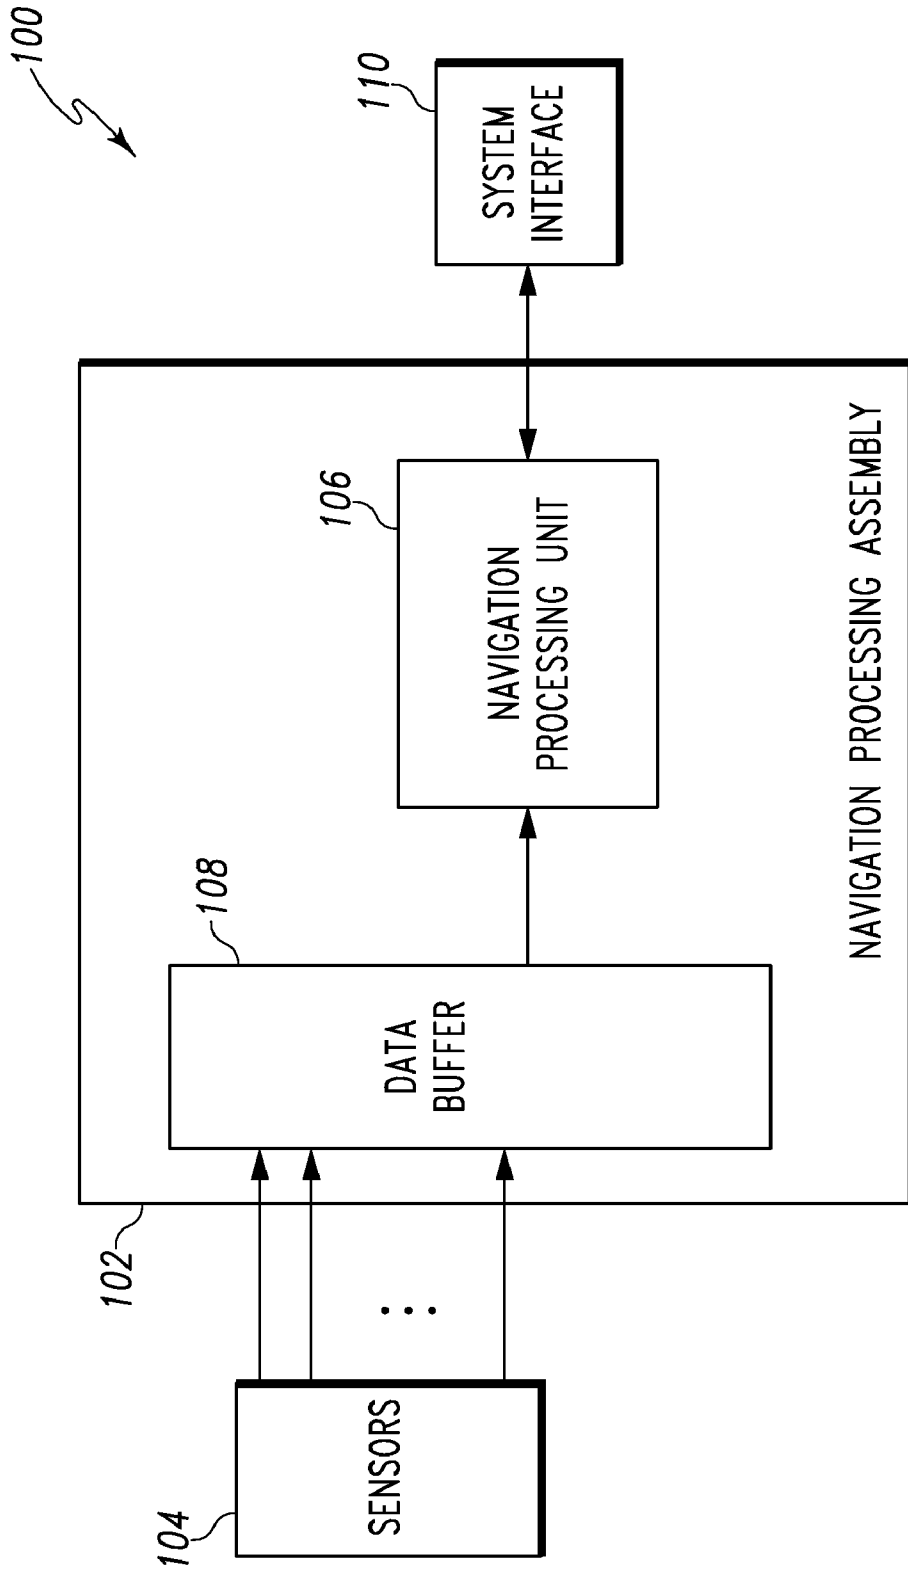 100
102
108
106
110
104
SENSORS
DATA
BUFFER
NAVIGATION
PROCESSING UNIT
SYSTEM
INTERFACE
NAVIGATION PROCESSING ASSEMBLY